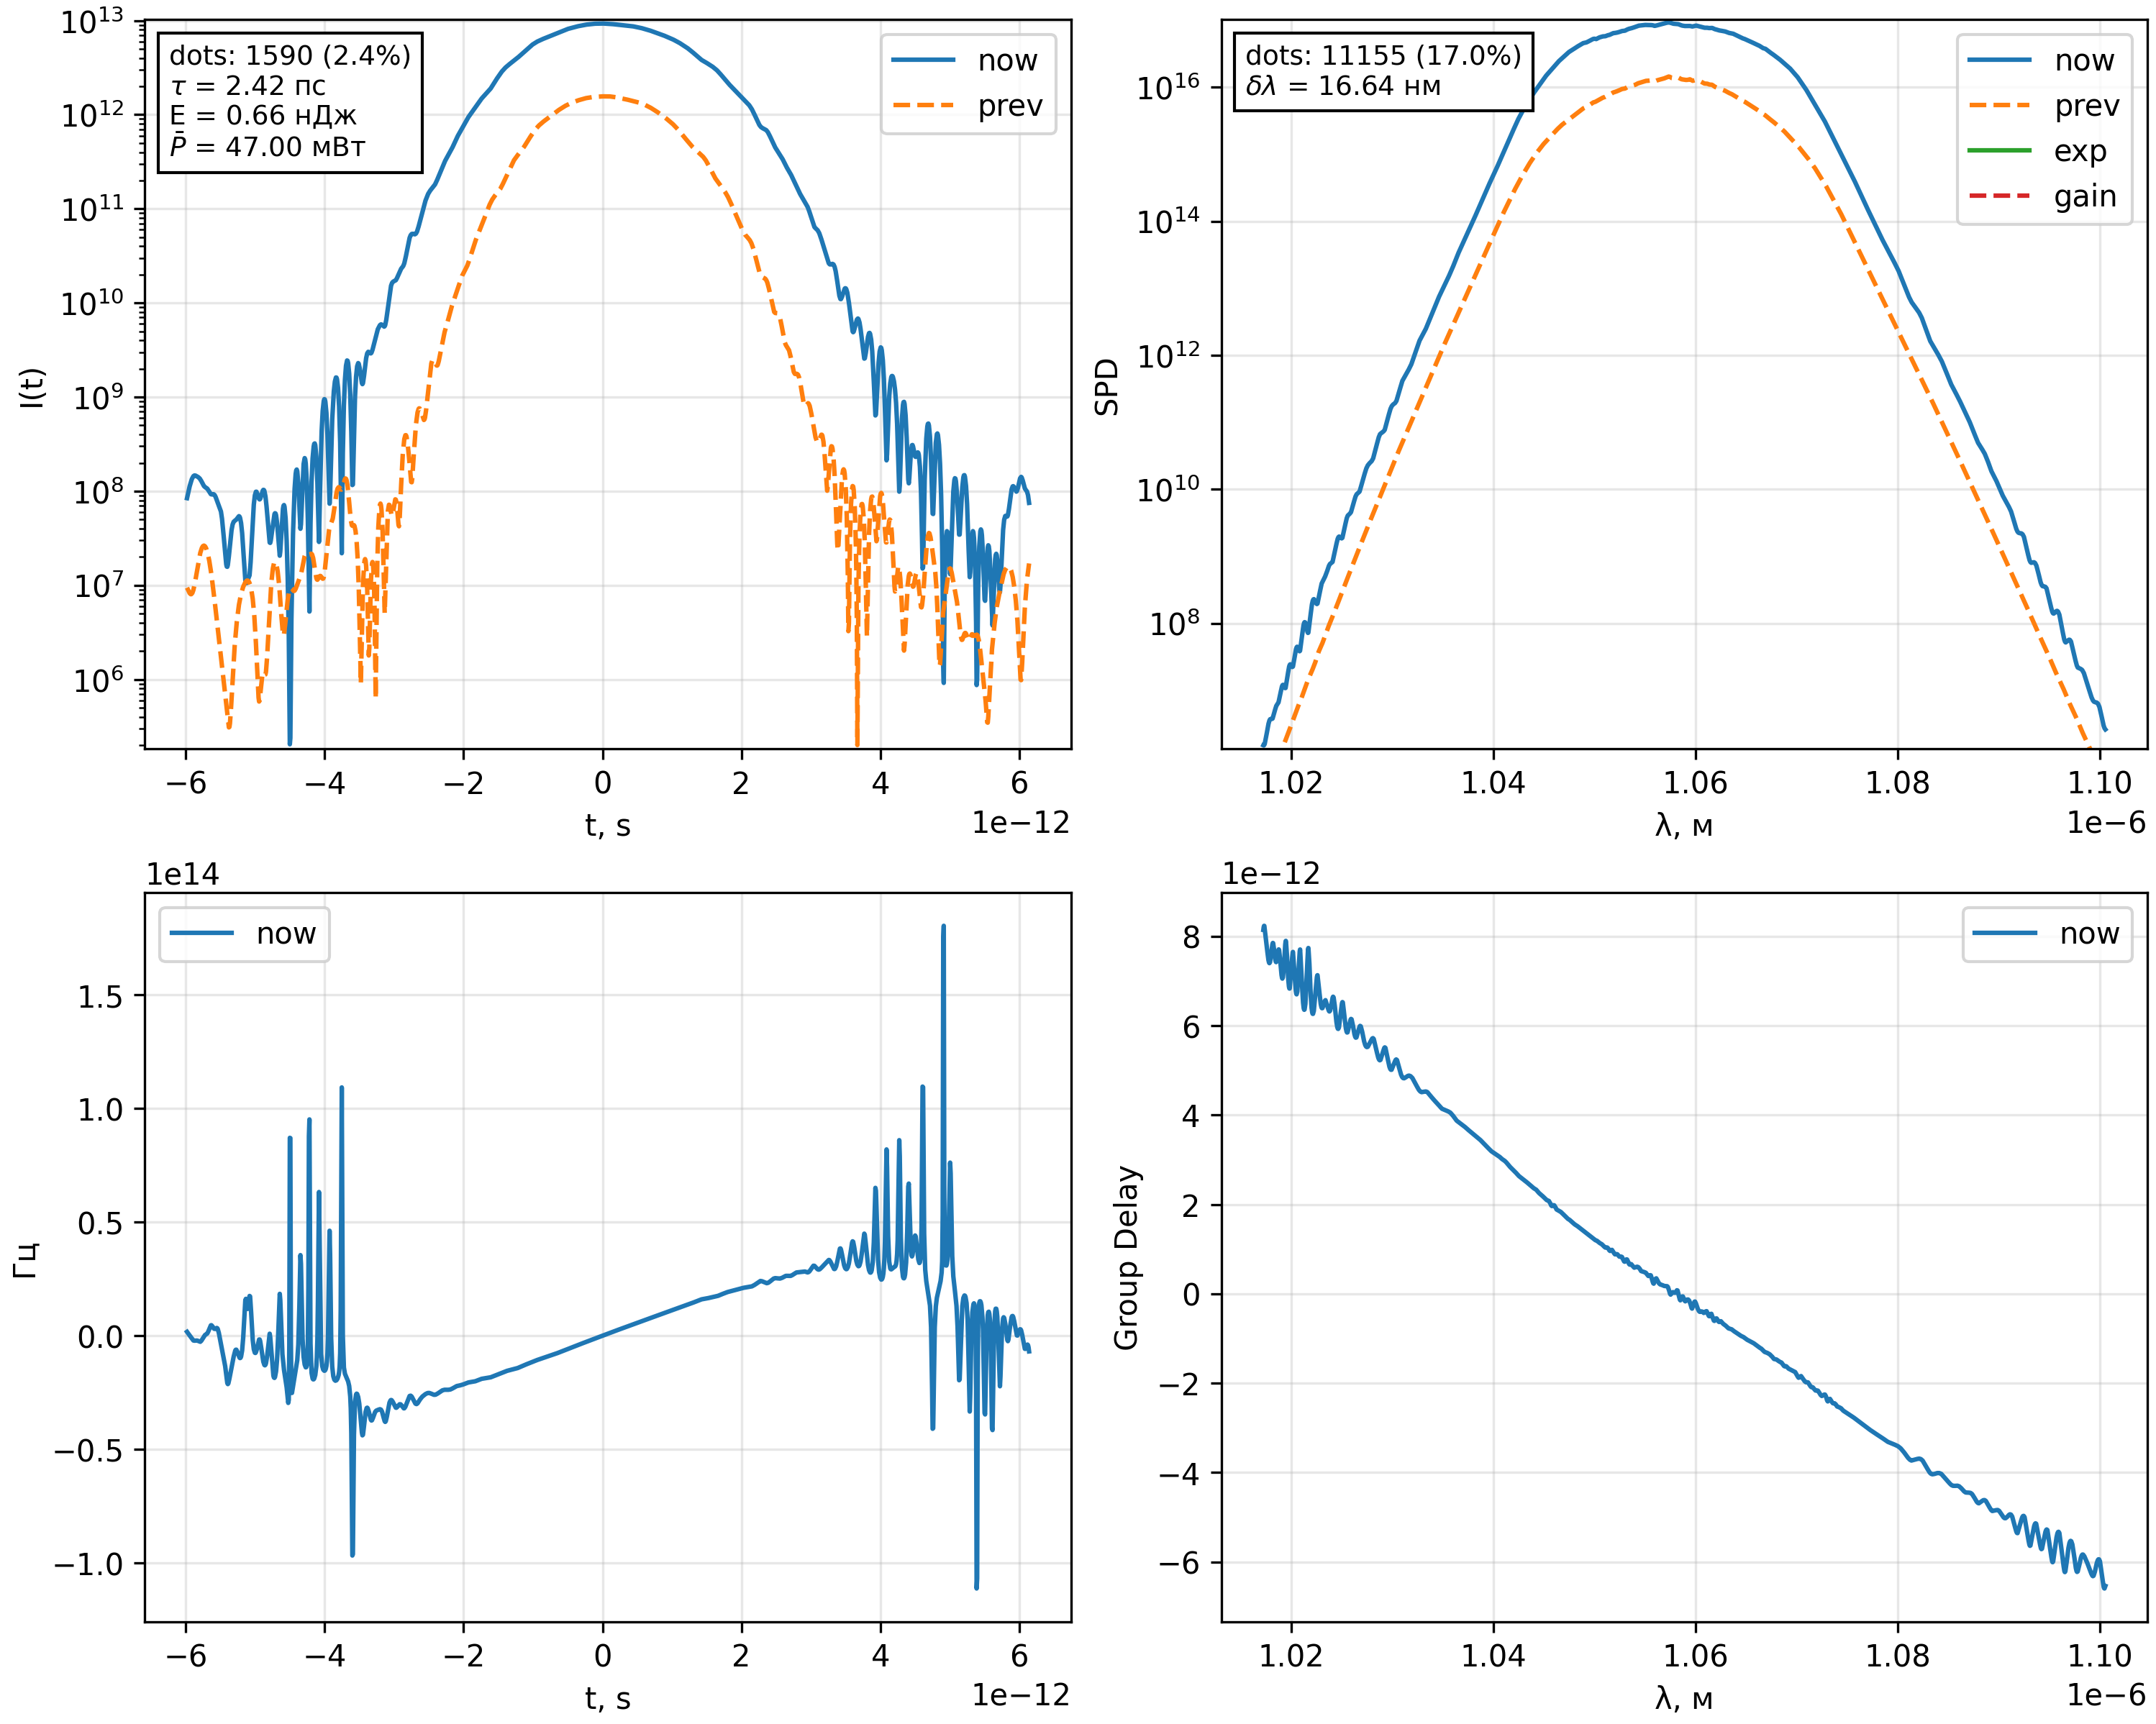 dots: 1590 (2.4%)
τ = 2.42 пс
E = 0.66 нДж
P̄ = 47.00 мВт
now
prev
10^13
10^12
10^11
10^10
10^9
10^8
10^7
10^6
I(t)
−6 −4 −2 0 2 4 6
t, s
1e−12
dots: 11155 (17.0%)
δλ = 16.64 нм
now
prev
exp
gain
10^16
10^14
10^12
10^10
10^8
SPD
1.02 1.04 1.06 1.08 1.10
λ, м
1e−6
1e14
now
1.5
1.0
0.5
0.0
−0.5
−1.0
Гц
−6 −4 −2 0 2 4 6
t, s
1e−12
1e−12
now
8
6
4
2
0
−2
−4
−6
Group Delay
1.02 1.04 1.06 1.08 1.10
λ, м
1e−6